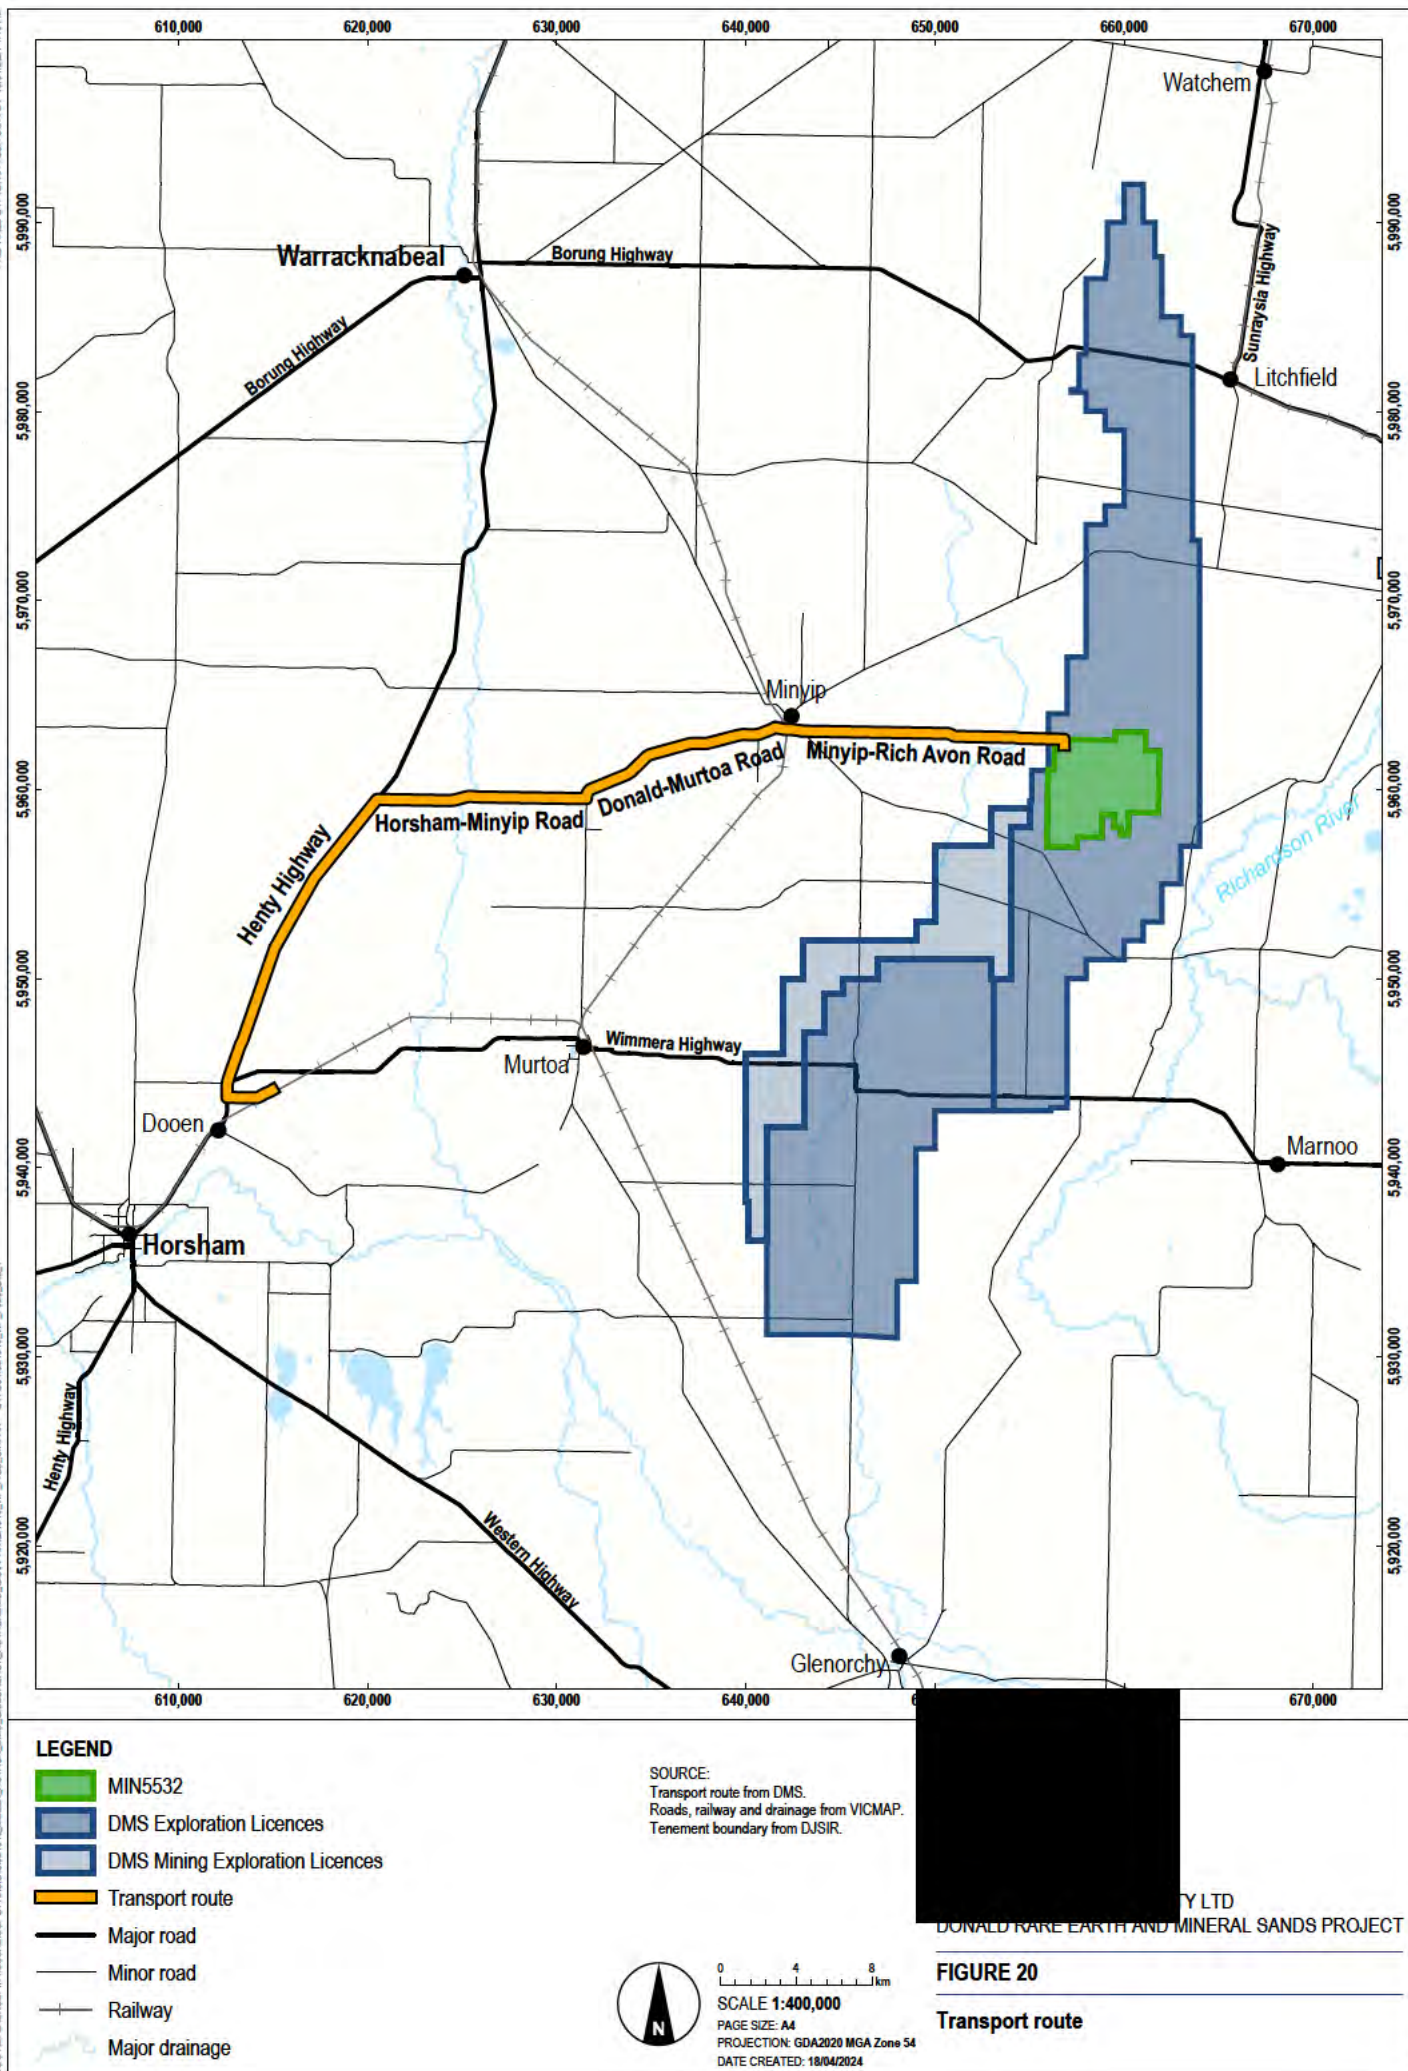 610,000 620,000 630,000 640,000 650,000 660,000 670,000
Watchem
5,990,000 5,990,000
Warracknabeal
Borung Highway
Sunraysia Highway
Borung Highway
Litchfield
5,980,000 5,980,000
5,970,000 5,970,000
Minyip
Minyip-Rich Avon Road
Donald-Murtoa Road
5,960,000 5,960,000
Horsham-Minyip Road
Henty Highway
Richardson River
5,950,000 5,950,000
Wimmera Highway
Murtoa
Dooen
Marnoo
5,940,000 5,940,000
Horsham
5,930,000 5,930,000
Henty Highway
Western Highway
5,920,000 5,920,000
Glenorchy
610,000 620,000 630,000 640,000 660,000 670,000
LEGEND
MIN5532
DMS Exploration Licences
DMS Mining Exploration Licences
Transport route
Major road
Minor road
Railway
Major drainage
SOURCE:
Transport route from DMS.
Roads, railway and drainage from VICMAP.
Tenement boundary from DJSIR.
N
0 4 8
km
SCALE 1:400,000
PAGE SIZE: A4
PROJECTION: GDA2020 MGA Zone 54
DATE CREATED: 18/04/2024
TY LTD
DONALD RARE EARTH AND MINERAL SANDS PROJECT
FIGURE 20
Transport route